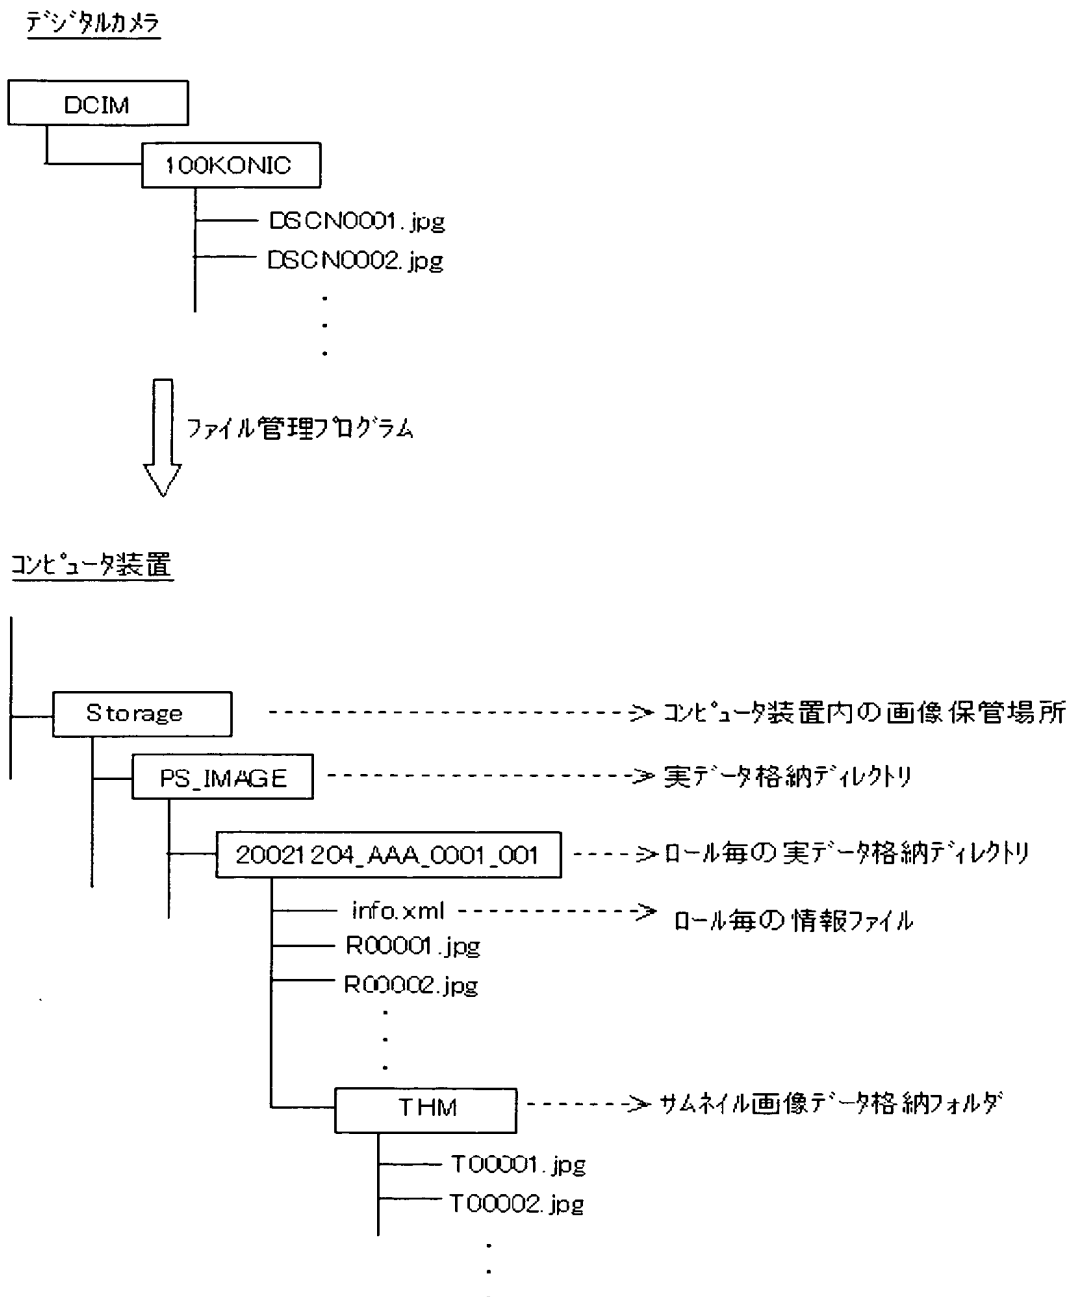 デジタルカメラ
DCIM
100KONIC
DSCN0001.jpg
DSCN0002.jpg
ファイル管理プログラム
コンピュータ装置
Storage
コンピュータ装置内の画像保管場所
PS_IMAGE
実データ格納ディレクトリ
20021204_AAA_0001_001
ロール毎の実データ格納ディレクトリ
info.xml
ロール毎の情報ファイル
R00001.jpg
R00002.jpg
THM
サムネイル画像データ格納フォルダ
T00001.jpg
T00002.jpg